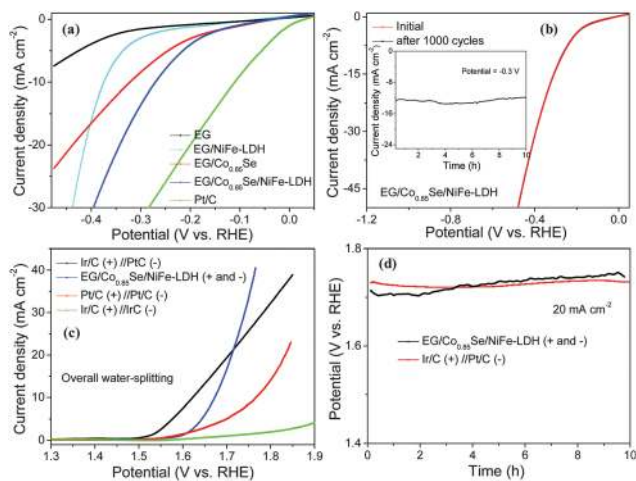 (a)
0
-10
-20
-30
Current density (mA cm-2)
EG
EG/NiFe-LDH
EG/Co0.85Se
EG/Co0.85Se/NiFe-LDH
Pt/C
-0.4 -0.3 -0.2 -0.1 0.0
Potential (V vs. RHE)
(b)
0
-15
-30
-45
Current density (mA cm-2)
Initial
after 1000 cycles
Potential = -0.3 V
0
-6
-12
-18
-24
Current density (mA cm-2)
2 4 6 8 10
Time (h)
EG/Co0.85Se/NiFe-LDH
-1.2 -0.8 -0.4 0.0
Potential (V vs. RHE)
Ir/C (+) //PtC (-)
EG/Co0.85Se/NiFe-LDH (+ and -)
Pt/C (+) //Pt/C (-)
Ir/C (+) //IrC (-)
(c)
Overall water-splitting
40
30
20
10
0
Current density (mA cm-2)
1.3 1.4 1.5 1.6 1.7 1.8 1.9
Potential (V vs. RHE)
(d)
20 mA cm-2
EG/Co0.85Se/NiFe-LDH (+ and -)
Ir/C (+) //Pt/C (-)
1.8
1.6
1.4
Potential (V vs. RHE)
0 2 4 6 8 10
Time (h)